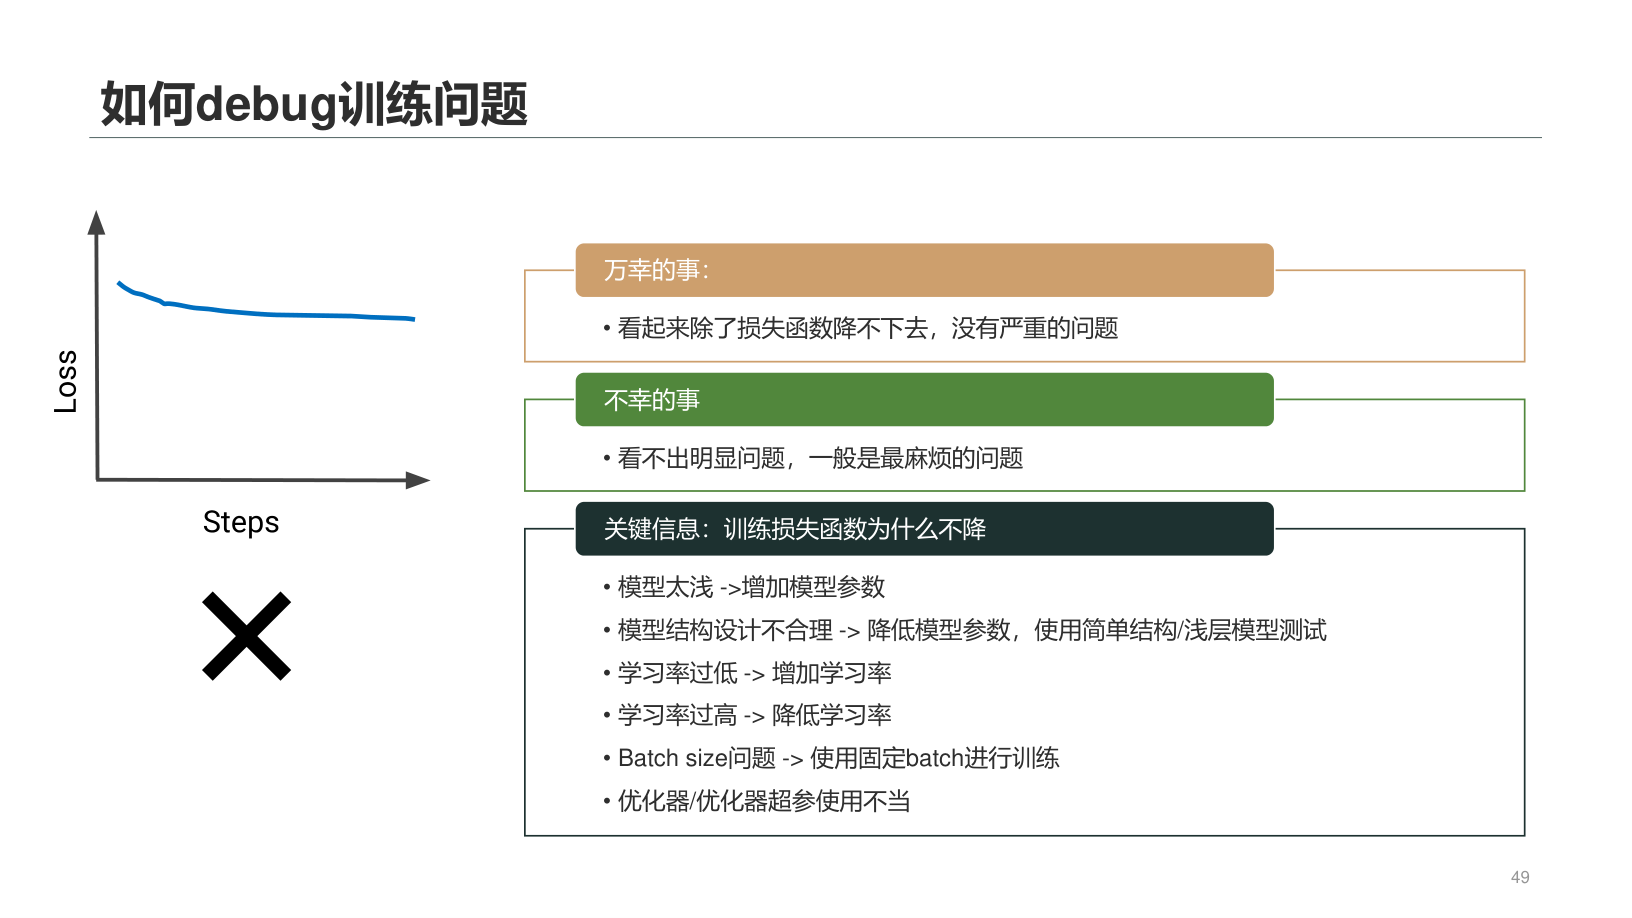 如何debug训练问题
Loss
Steps
万幸的事：
• 看起来除了损失函数降不下去，没有严重的问题
不幸的事
• 看不出明显问题，一般是最麻烦的问题
关键信息：训练损失函数为什么不降
• 模型太浅 ->增加模型参数
• 模型结构设计不合理 -> 降低模型参数，使用简单结构/浅层模型测试
• 学习率过低 -> 增加学习率
• 学习率过高 -> 降低学习率
• Batch size问题 -> 使用固定batch进行训练
• 优化器/优化器超参使用不当
49